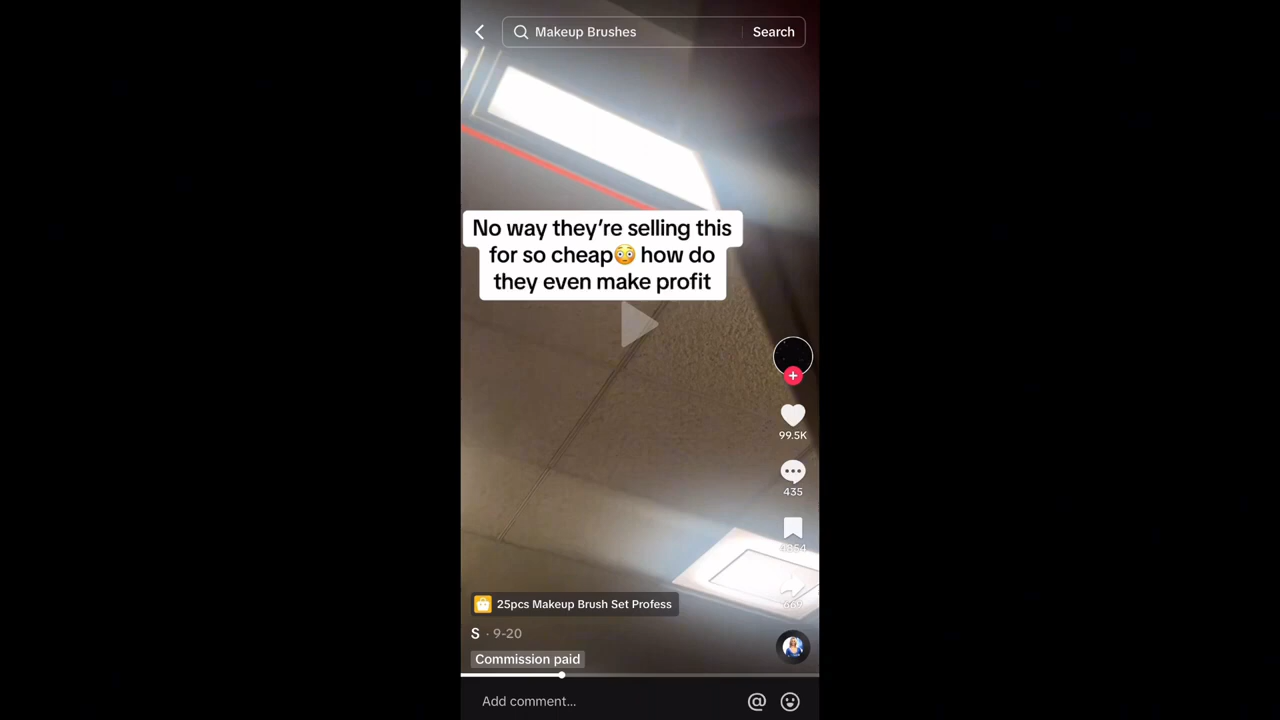 Makeup Brushes
Search
No way they're selling this
for so cheap😳 how do
they even make profit
99.5K
435
25pcs Makeup Brush Set Profess
S · 9-20
Commission paid
Add comment...
@